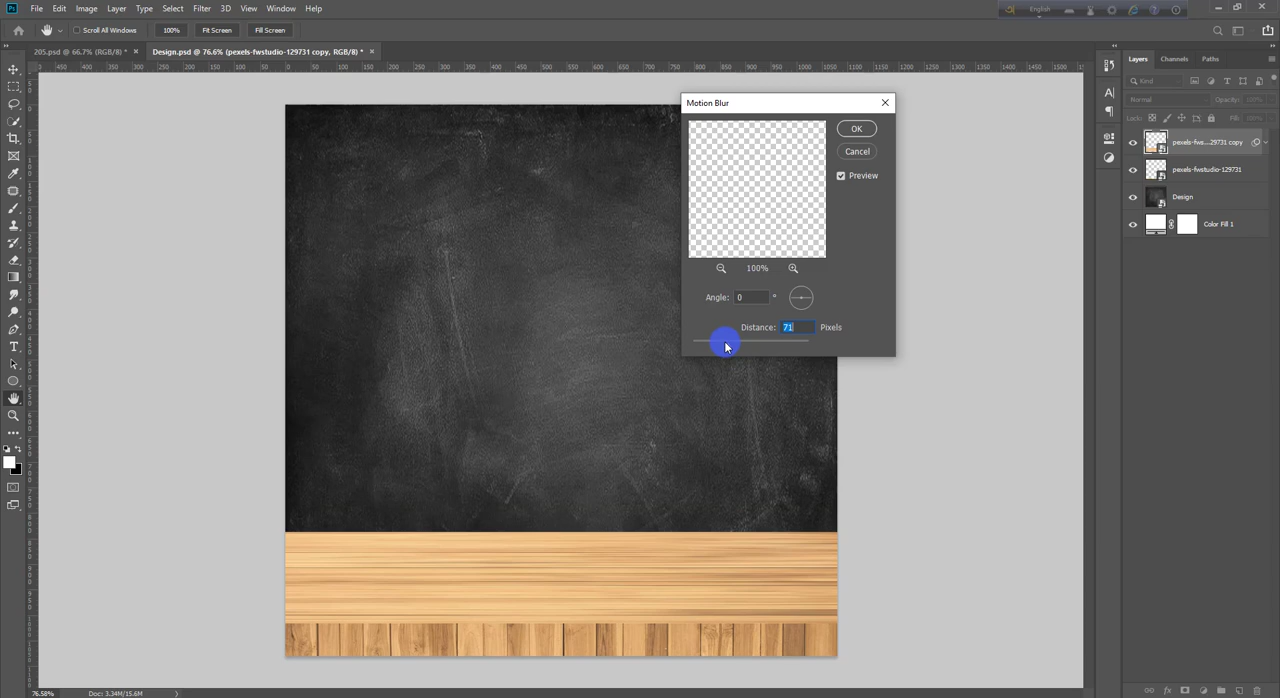 File Edit Image Layer Type Select Filter 3D View Window Help
English
Scroll All Windows 100% Fit Screen Fill Screen
205.psd @ 66.7% (RGB/8) * × Design.psd @ 76.6% (pexels-fwstudio-129731 copy, RGB/8) * ×
Motion Blur
OK
Cancel
Preview
100%
Angle: 0 °
Distance: 71 Pixels
Layers Channels Paths
Kind
Normal Opacity: 100%
Lock: Fill: 100%
pexels-fws...29731 copy
pexels-fwstudio-129731
Design
Color Fill 1
76.58% Doc: 3.34M/15.6M